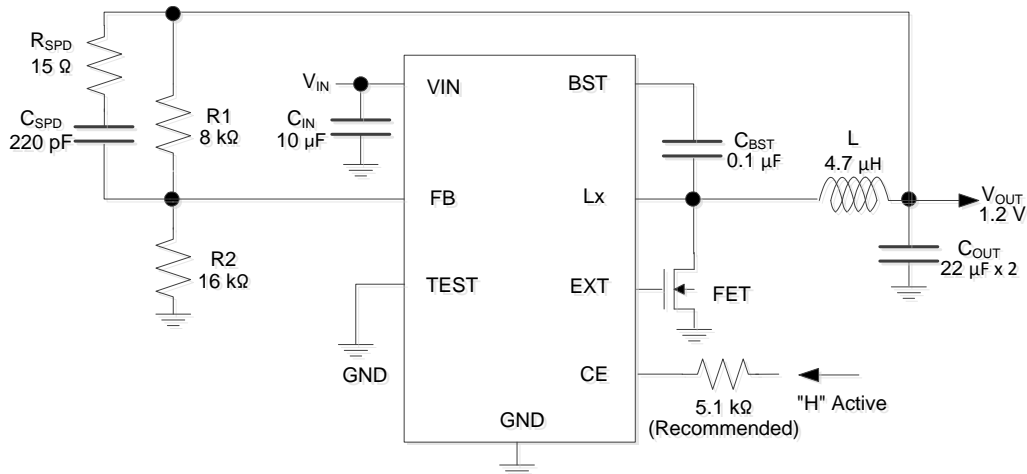 RSPD
15 Ω
CSPD
220 pF
R1
8 kΩ
R2
16 kΩ
VIN
CIN
10 µF
VIN
FB
TEST
GND
BST
Lx
EXT
CE
GND
CBST
0.1 µF
L
4.7 µH
VOUT
1.2 V
COUT
22 µF x 2
FET
5.1 kΩ
(Recommended)
"H" Active